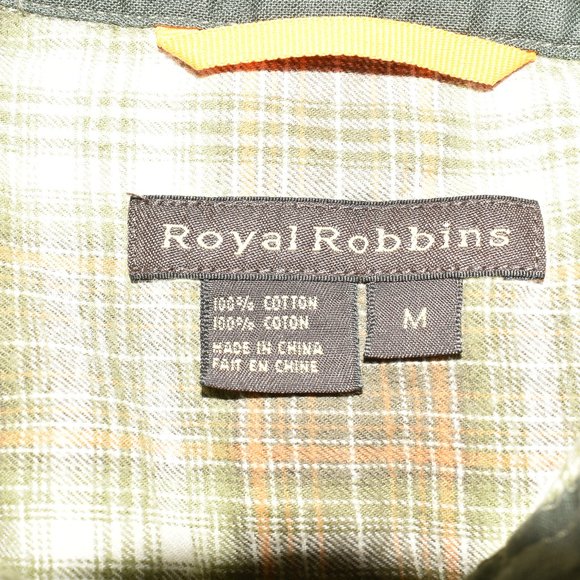 Royal Robbins
100% COTTON
100% COTON
MADE IN CHINA
FAIT EN CHINE
M